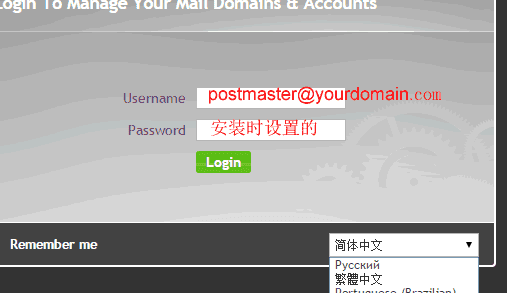 Login To Manage Your Mail Domains & Accounts
Username postmaster@yourdomain.com
Password 安装时设置的
Login
Remember me 简体中文
Русский
繁體中文
Portuguese (Brazilian)